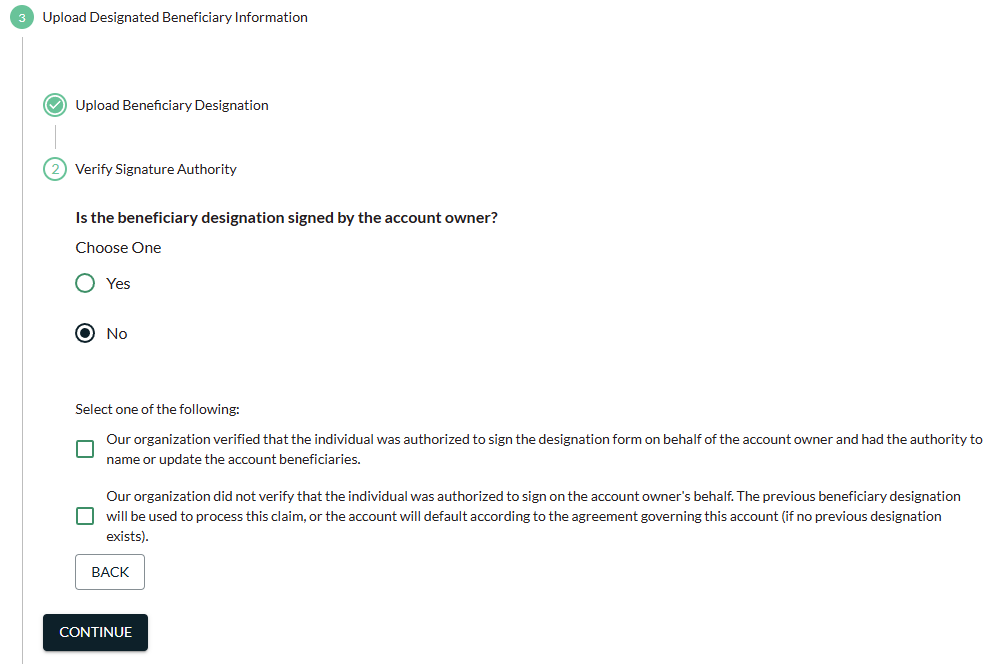 3 Upload Designated Beneficiary Information
Upload Beneficiary Designation
2 Verify Signature Authority
Is the beneficiary designation signed by the account owner?
Choose One
Yes
No
Select one of the following:
Our organization verified that the individual was authorized to sign the designation form on behalf of the account owner and had the authority to
name or update the account beneficiaries.
Our organization did not verify that the individual was authorized to sign on the account owner's behalf. The previous beneficiary designation
will be used to process this claim, or the account will default according to the agreement governing this account (if no previous designation
exists).
BACK
CONTINUE